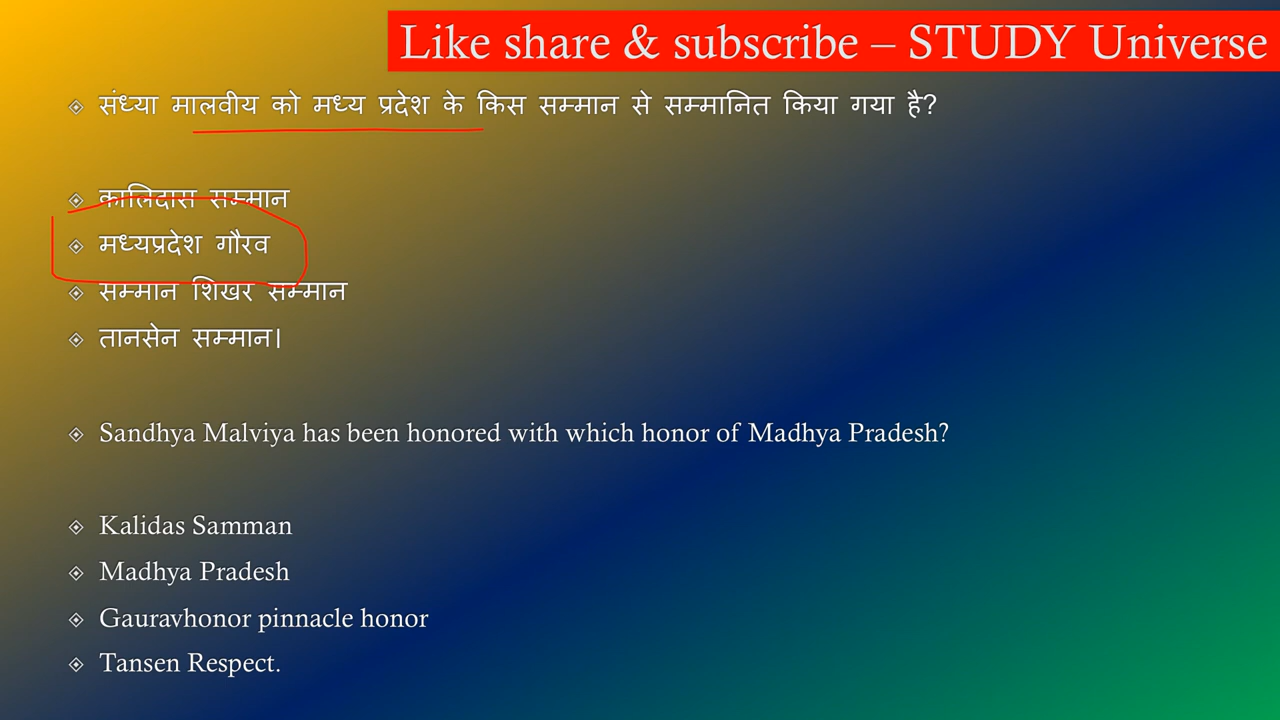 Like share & subscribe – STUDY Universe
संध्या मालवीय को मध्य प्रदेश के किस सम्मान से सम्मानित किया गया है?
कालिदास सम्मान
मध्यप्रदेश गौरव
सम्मान शिखर सम्मान
तानसेन सम्मान।
Sandhya Malviya has been honored with which honor of Madhya Pradesh?
Kalidas Samman
Madhya Pradesh
Gauravhonor pinnacle honor
Tansen Respect.